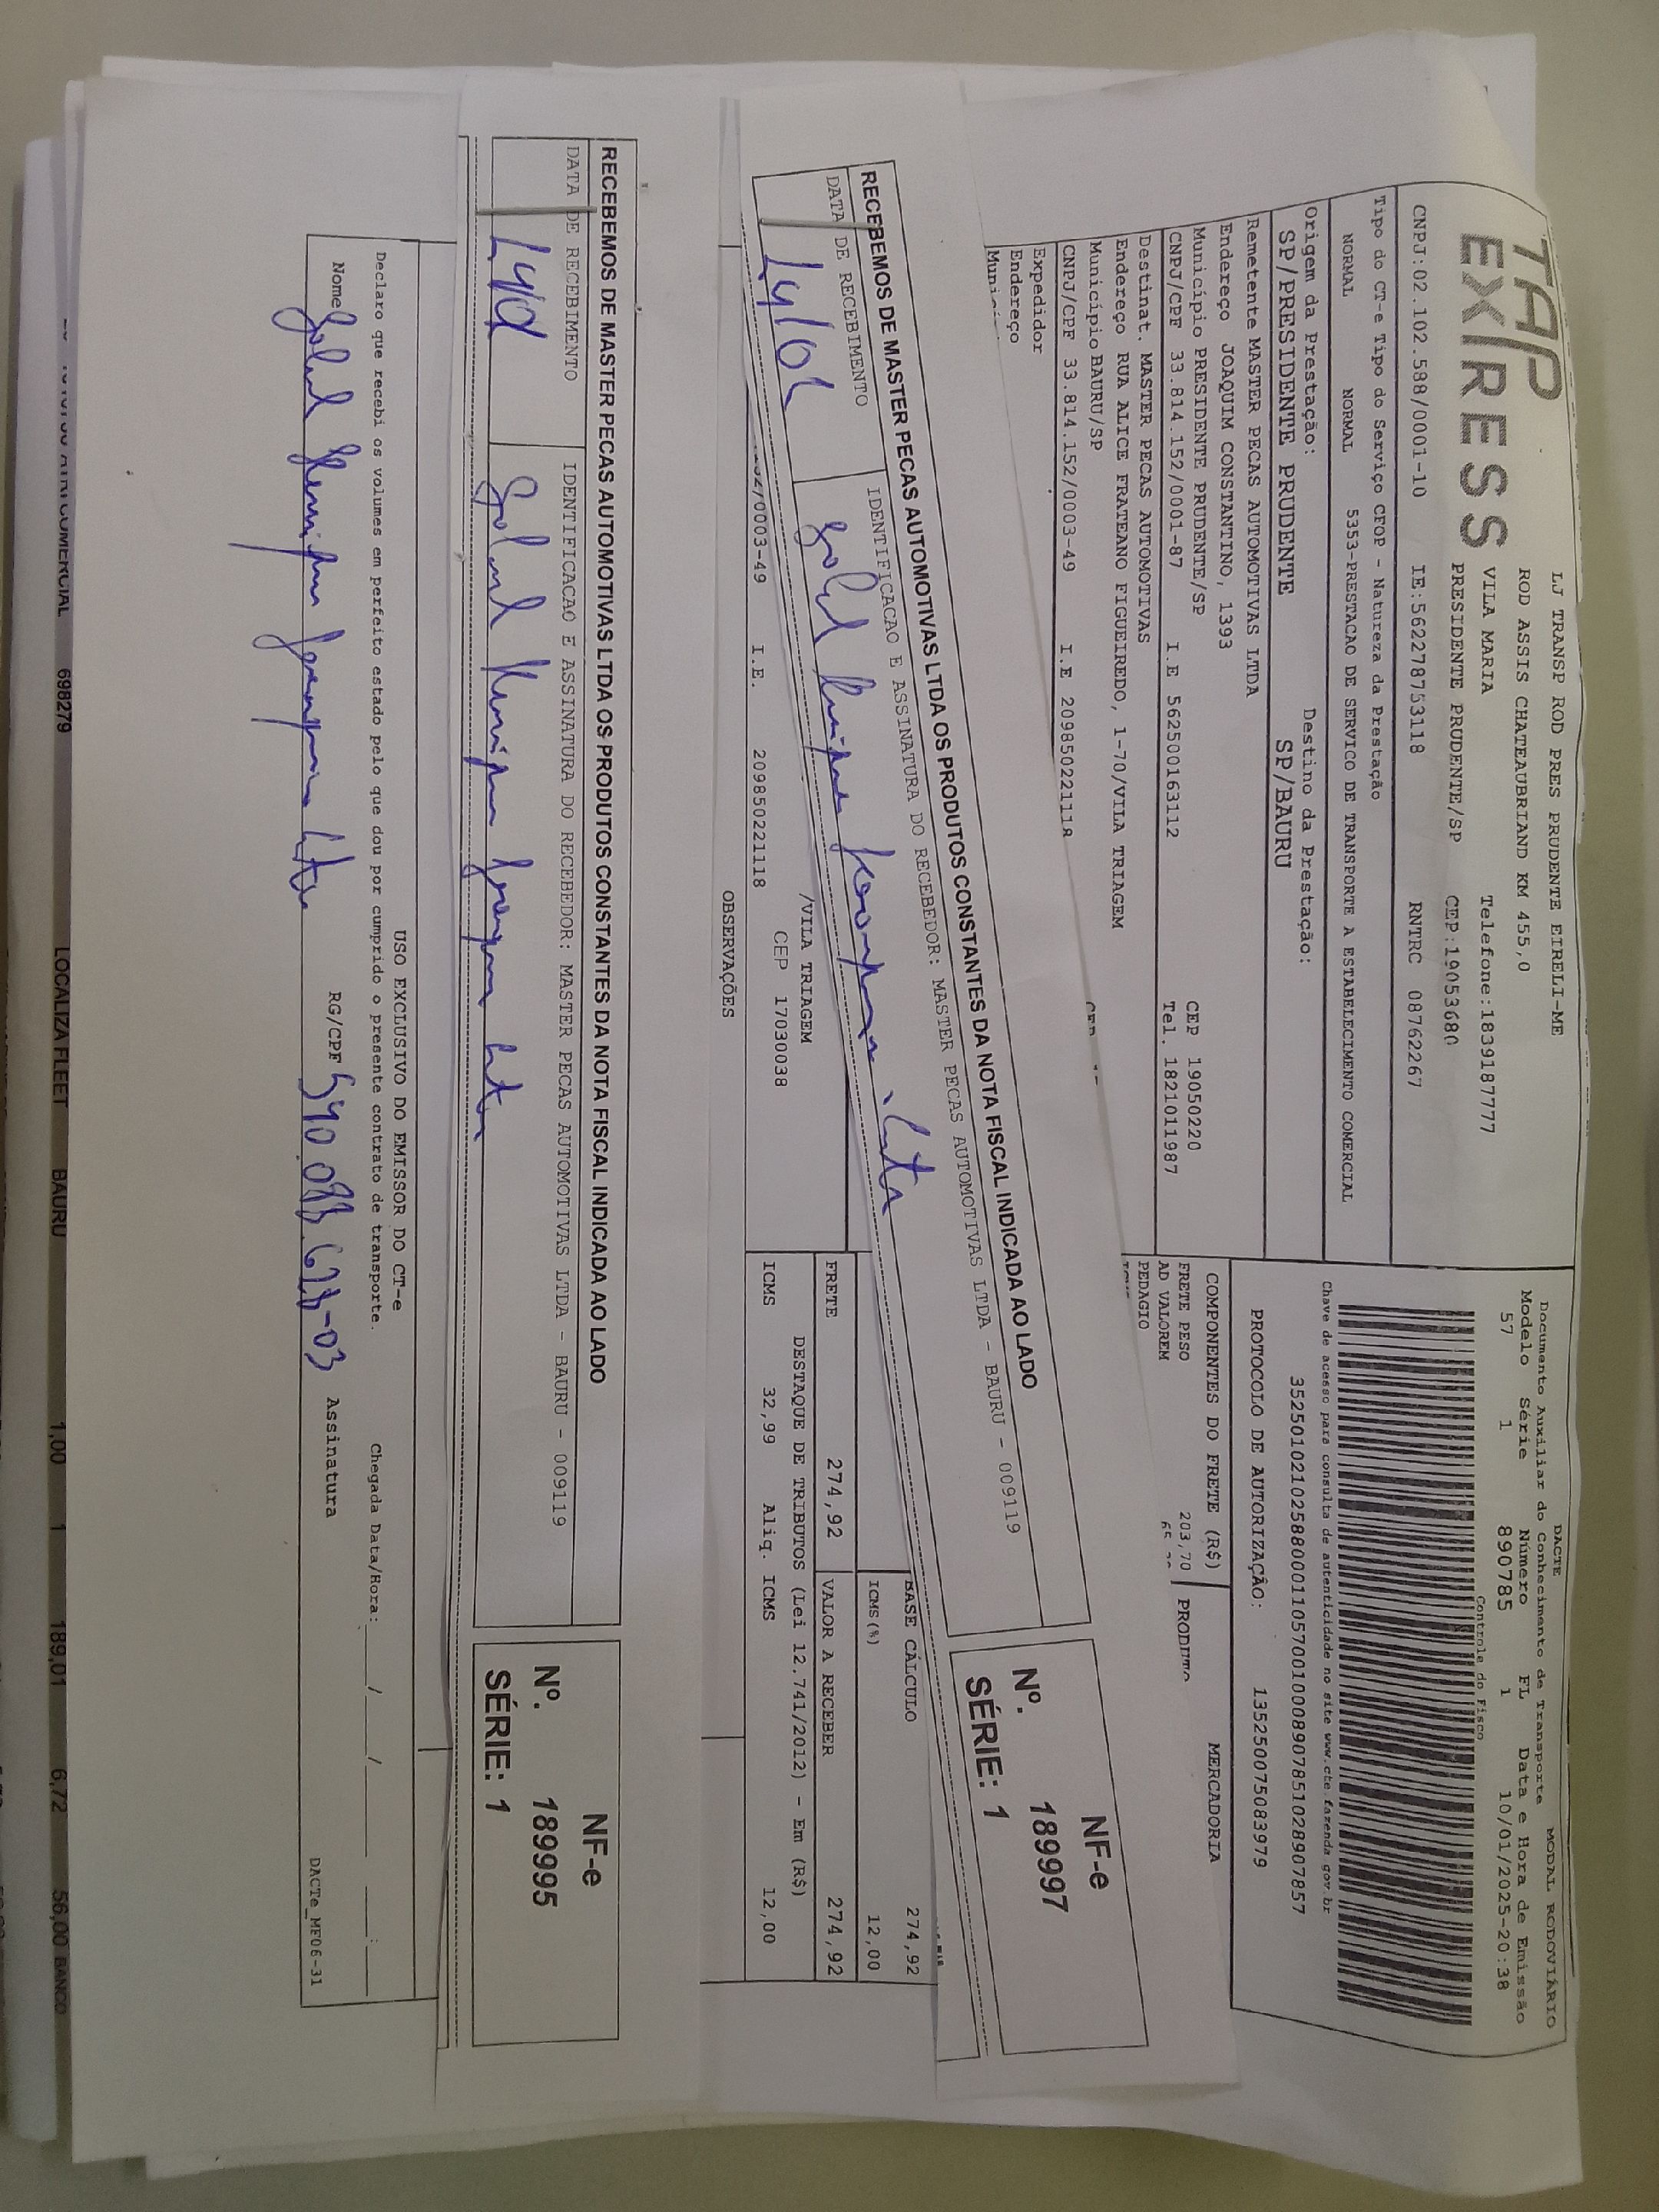 TAP
EXPRESS
LJ TRANSP ROD PRES PRUDENTE EIRELI-ME
ROD ASSIS CHATEAUBRIAND KM 455,0
VILA MARIA Telefone:1839187777
PRESIDENTE PRUDENTE/SP CEP:19053680
CNPJ:02.102.588/0001-10 IE:562278753118 RNTRC 08762267
Tipo do CT-e Tipo do Serviço CFOP - Natureza da Prestação
NORMAL NORMAL 5353-PRESTACAO DE SERVICO DE TRANSPORTE A ESTABELECIMENTO COMERCIAL
Origem da Prestação: Destino da Prestação:
SP/PRESIDENTE PRUDENTE SP/BAURU
DACTE MODAL RODOVIÁRIO
Documento Auxiliar do Conhecimento de Transporte
Modelo Série Número FL Data e Hora de Emissão
57 1 890785 1 10/01/2025-20:38
Controle do Fisco
Chave de acesso para consulta de autenticidade no site www.cte.fazenda.gov.br
35250102102588000110570010008907851028907857
PROTOCOLO DE AUTORIZAÇÃO: 135250075083979
Remetente MASTER PECAS AUTOMOTIVAS LTDA
Endereço JOAQUIM CONSTANTINO, 1393
Município PRESIDENTE PRUDENTE/SP CEP 19050220
CNPJ/CPF 33.814.152/0001-87 I.E 562500163112 Tel. 1821011987
Destinat. MASTER PECAS AUTOMOTIVAS
Endereço RUA ALICE FRATEANO FIGUEIREDO, 1-70/VILA TRIAGEM
Município BAURU/SP
CNPJ/CPF 33.814.152/0003-49 I.E 209850221118
Expedidor
Endereço
COMPONENTES DO FRETE (R$) MERCADORIA
FRETE PESO 203,70 PRODUTO
AD VALOREM
PEDAGIO
RECEBEMOS DE MASTER PECAS AUTOMOTIVAS LTDA OS PRODUTOS CONSTANTES DA NOTA FISCAL INDICADA AO LADO
DATA DE RECEBIMENTO IDENTIFICACAO E ASSINATURA DO RECEBEDOR: MASTER PECAS AUTOMOTIVAS LTDA - BAURU - 009119
NF-e
Nº. 189997
SÉRIE: 1
BASE CÁLCULO 274,92
ICMS(%) 12,00
/VILA TRIAGEM
CEP 17030038
/0003-49 I.E. 209850221118
FRETE 274,92 VALOR A RECEBER 274,92
DESTAQUE DE TRIBUTOS (Lei 12.741/2012) - Em (R$)
ICMS 32,99 Aliq. ICMS 12,00
OBSERVAÇÕES
RECEBEMOS DE MASTER PECAS AUTOMOTIVAS LTDA OS PRODUTOS CONSTANTES DA NOTA FISCAL INDICADA AO LADO
DATA DE RECEBIMENTO IDENTIFICACAO E ASSINATURA DO RECEBEDOR: MASTER PECAS AUTOMOTIVAS LTDA - BAURU - 009119
NF-e
Nº. 189995
SÉRIE: 1
USO EXCLUSIVO DO EMISSOR DO CT-e
Declaro que recebi os volumes em perfeito estado pelo que dou por cumprido o presente contrato de transporte. Chegada Data/Hora: / / :
Nome RG/CPF Assinatura
DACTe_MF06-31
COMERCIAL 698279 LOCALIZA FLEET BAURU 1,00 1 189,01 6,72 56,00 BANCO